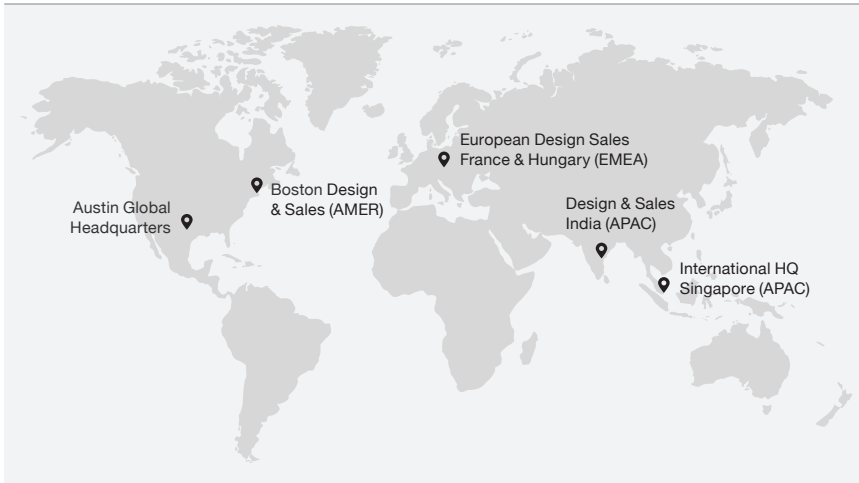 European Design Sales
France & Hungary (EMEA)
Boston Design
& Sales (AMER)
Austin Global
Headquarters
Design & Sales
India (APAC)
International HQ
Singapore (APAC)